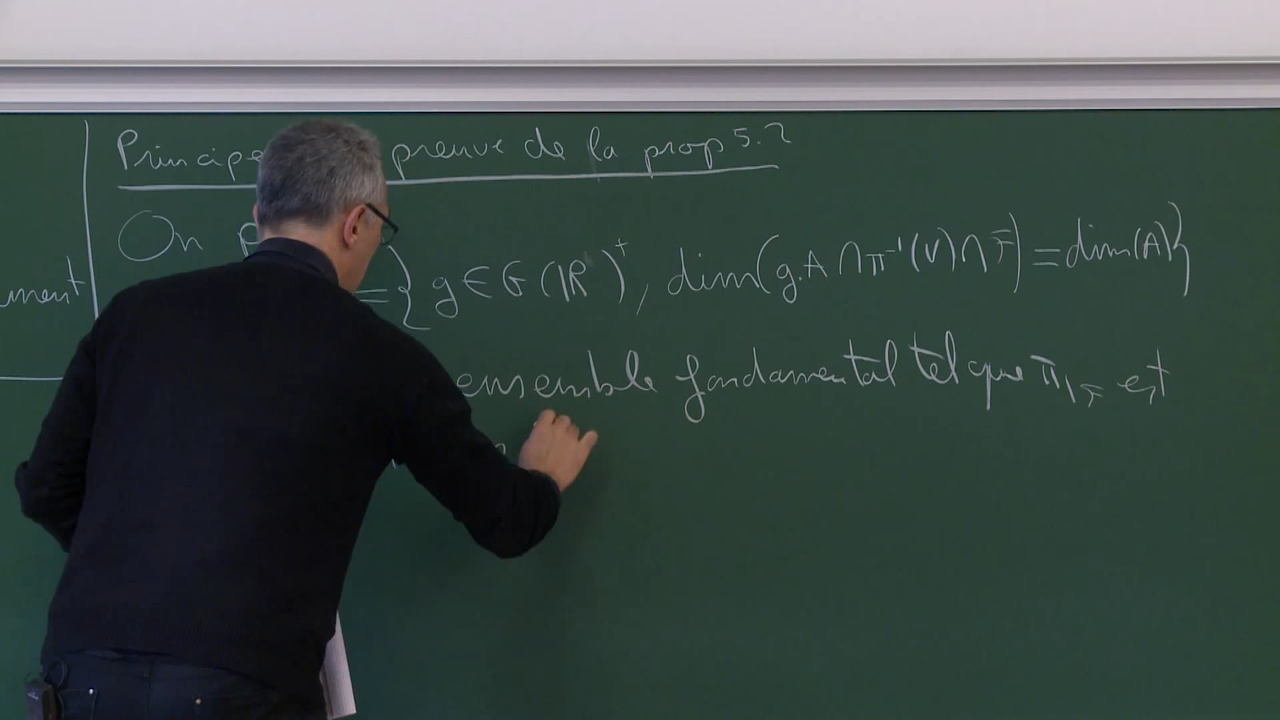 Principe preuve de la prop 5.2
On
ment
= { g ∈ G(ℝ)⁺, dim(g.A ∩ π⁻¹(V) ∩ F) = dim(A)}
ensemble fondamental tel que π|F est